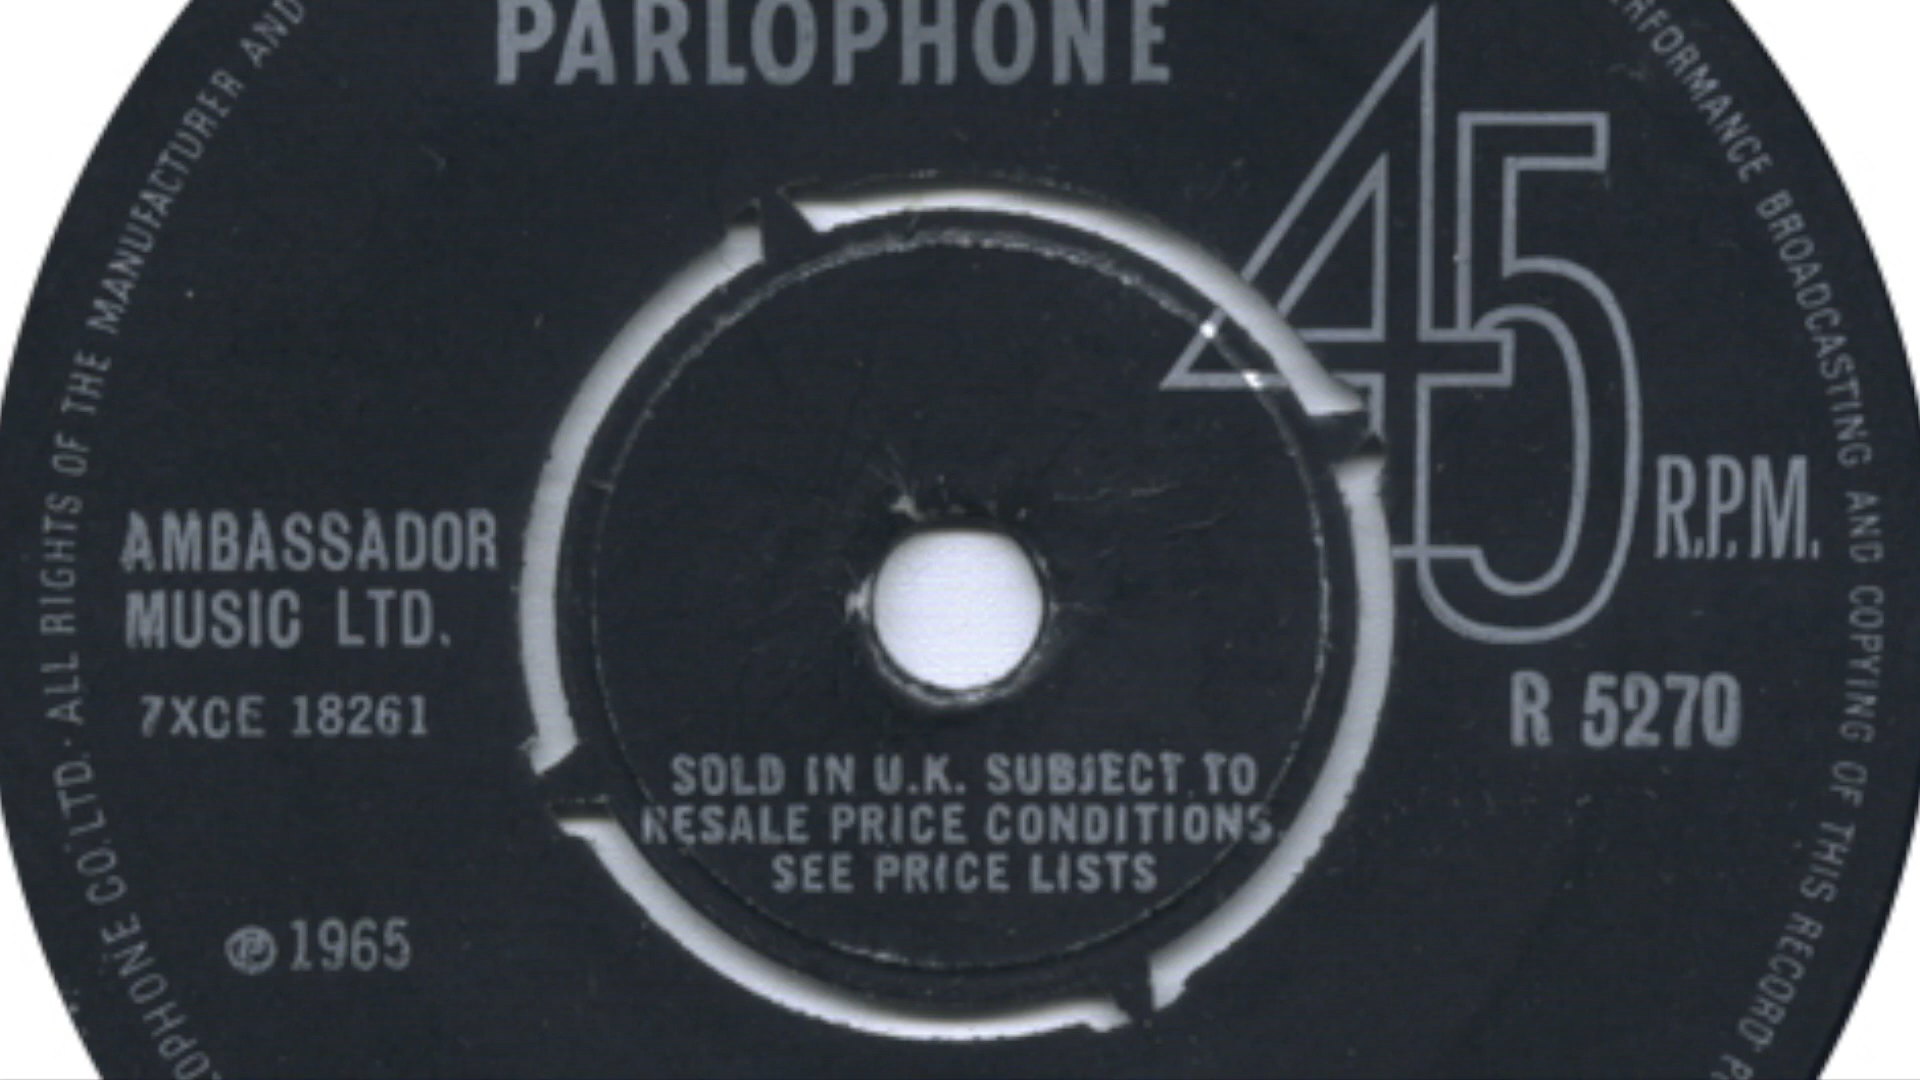 PARLOPHONE
45
R.P.M.
AMBASSADOR
MUSIC LTD.
7XCE 18261
R 5270
SOLD IN U.K. SUBJECT TO
RESALE PRICE CONDITIONS.
SEE PRICE LISTS
℗ 1965
CO. LTD. · ALL RIGHTS OF THE MANUFACTURER AND
BROADCASTING AND COPYING OF THIS RECORD